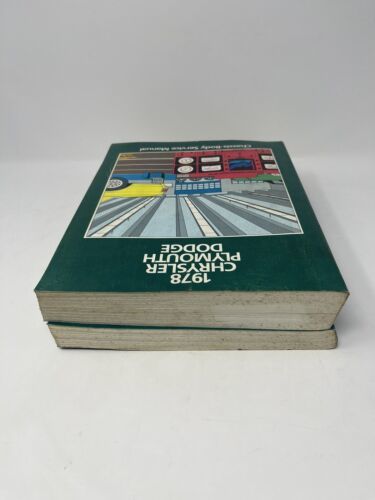 1978
CHRYSLER
PLYMOUTH
DODGE
Chassis-Body Service Manual